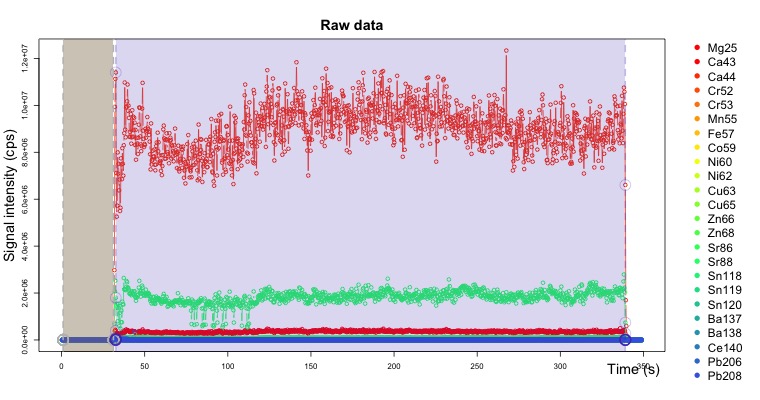 Raw data
Signal intensity (cps)
1.2e+07
1.0e+07
8.0e+06
6.0e+06
4.0e+06
2.0e+06
0.0e+00
0 50 100 150 200 250 300 350
Time (s)
Mg25
Ca43
Ca44
Cr52
Cr53
Mn55
Fe57
Co59
Ni60
Ni62
Cu63
Cu65
Zn66
Zn68
Sr86
Sr88
Sn118
Sn119
Sn120
Ba137
Ba138
Ce140
Pb206
Pb208